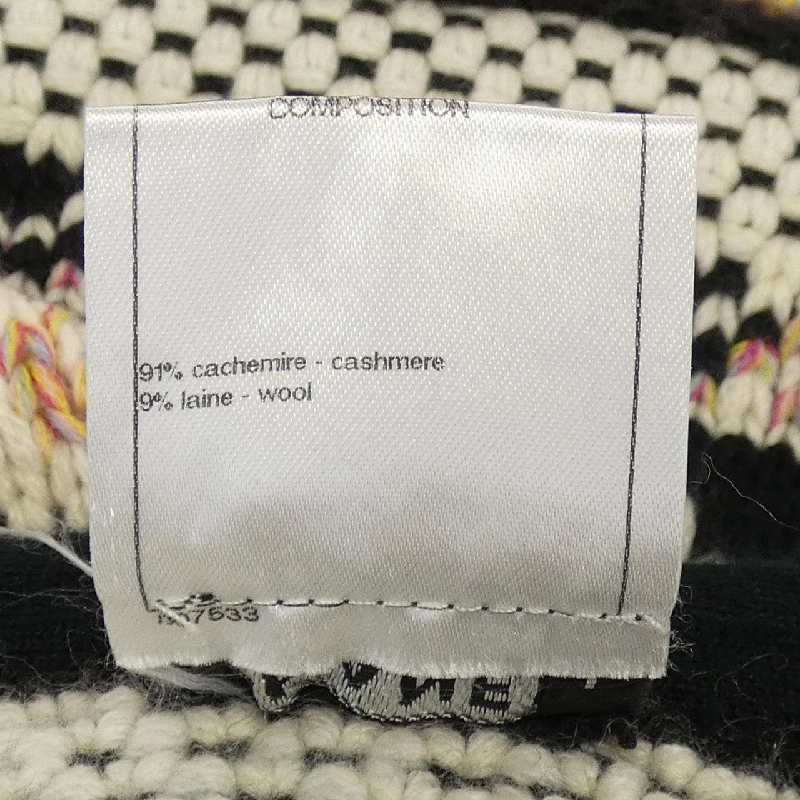 COMPOSITION
91% cachemire - cashmere
9% laine - wool